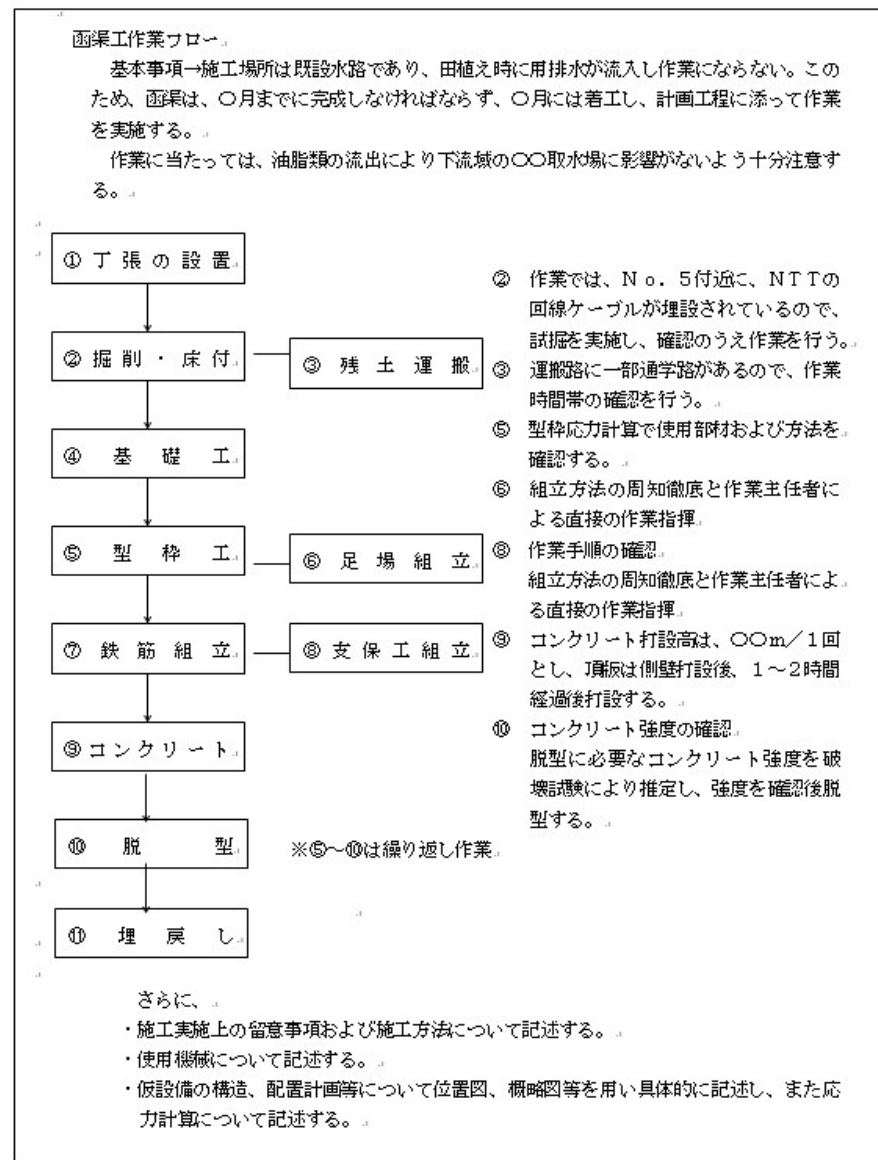 函渠工作業フロー
基本事項→施工場所は既設水路であり、田植え時に用排水が流入し作業にならない。この
ため、函渠は、〇月までに完成しなければならず、〇月には着工し、計画工程に添って作業
を実施する。
作業に当たっては、油脂類の流出により下流域の〇〇取水場に影響がないよう十分注意す
る。
①丁張の設置
②掘削・床付
③残土運搬
④基礎工
⑤型枠工
⑥足場組立
⑦鉄筋組立
⑧支保工組立
⑨コンクリート
⑩脱型
※⑤～⑩は繰り返し作業
⑪埋戻し
② 作業では、No.5付近に、NTTの
回線ケーブルが埋設されているので、
試掘を実施し、確認のうえ作業を行う。
③ 運搬路に一部通学路があるので、作業
時間帯の確認を行う。
⑤ 型枠応力計算で使用部材および方法を
確認する。
⑥ 組立方法の周知徹底と作業主任者に
よる直接の作業指揮
⑧ 作業手順の確認
組立方法の周知徹底と作業主任者によ
る直接の作業指揮
⑨ コンクリート打設高は、〇〇m/1回
とし、頂版は側壁打設後、1～2時間
経過後打設する。
⑩ コンクリート強度の確認
脱型に必要なコンクリート強度を破
壊試験により推定し、強度を確認後脱
型する。
さらに、
・施工実施上の留意事項および施工方法について記述する。
・使用機械について記述する。
・仮設備の構造、配置計画等について位置図、概略図等を用い具体的に記述し、また応
力計算について記述する。